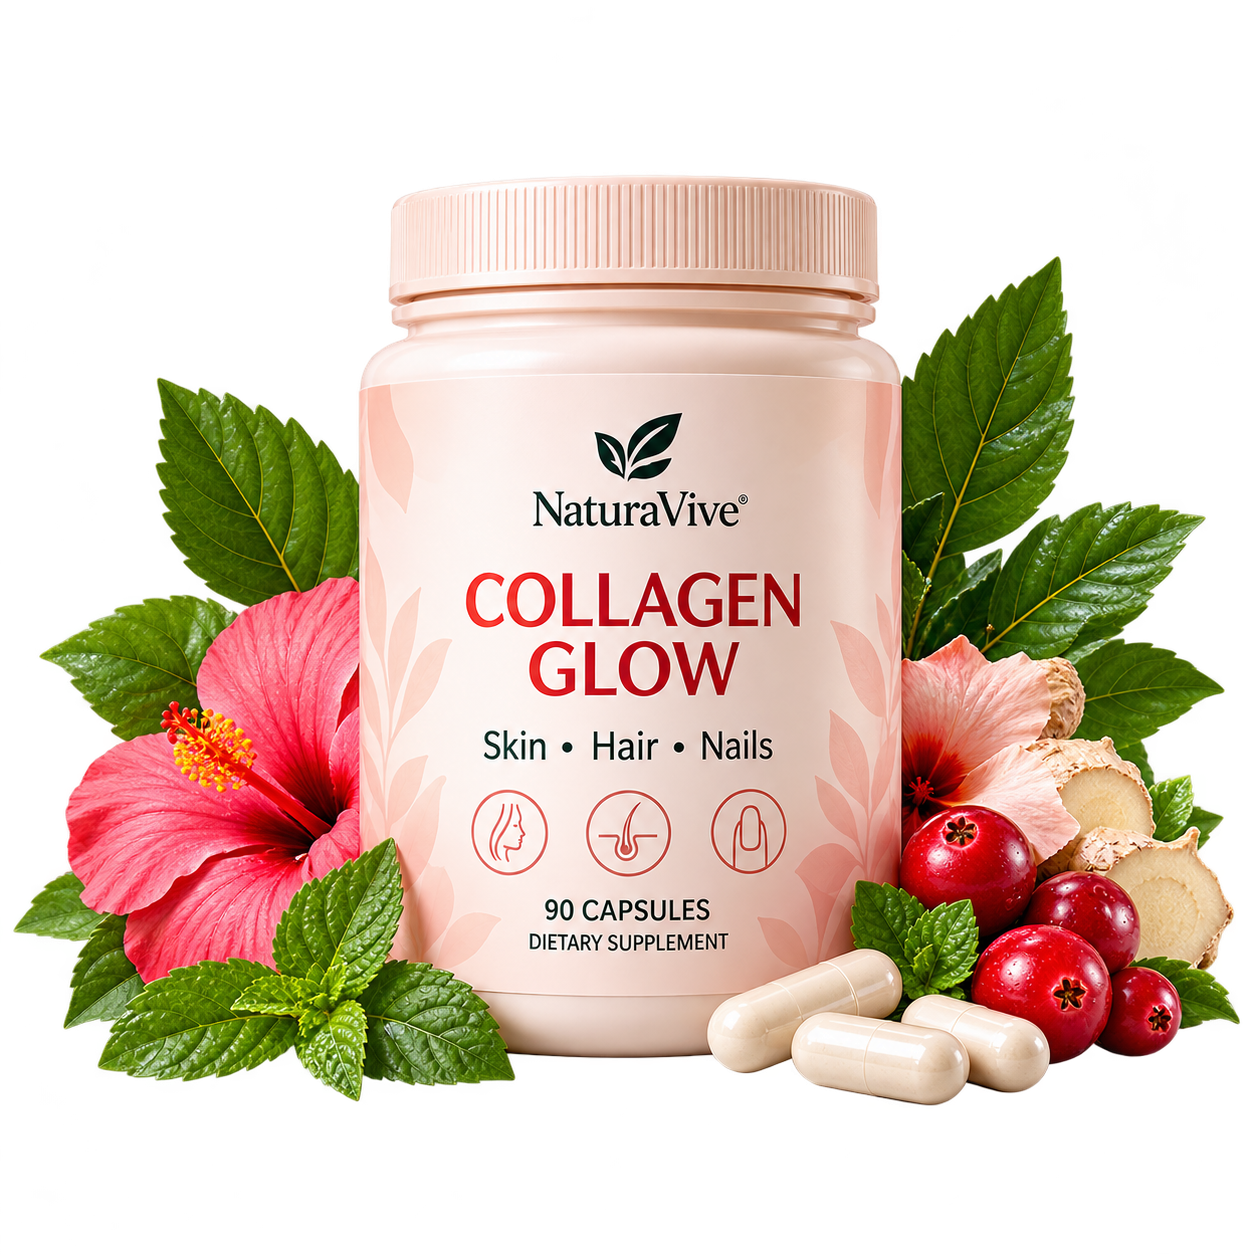 NaturaVive®
COLLAGEN
GLOW
Skin • Hair • Nails
90 CAPSULES
DIETARY SUPPLEMENT